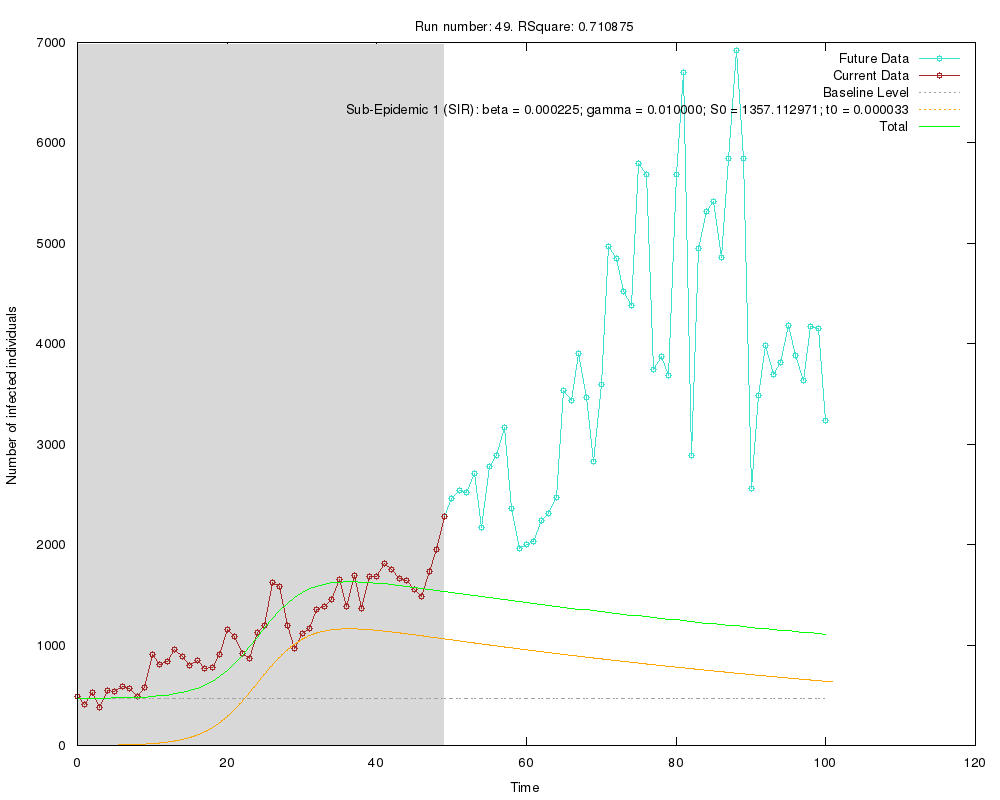 Run number: 49. RSquare: 0.710875
Number of infected individuals
7000
6000
5000
4000
3000
2000
1000
0
Future Data
Current Data
Baseline Level
Sub-Epidemic 1 (SIR): beta = 0.000225; gamma = 0.010000; S0 = 1357.112971; t0 = 0.000033
Total
0 20 40 60 80 100 120
Time